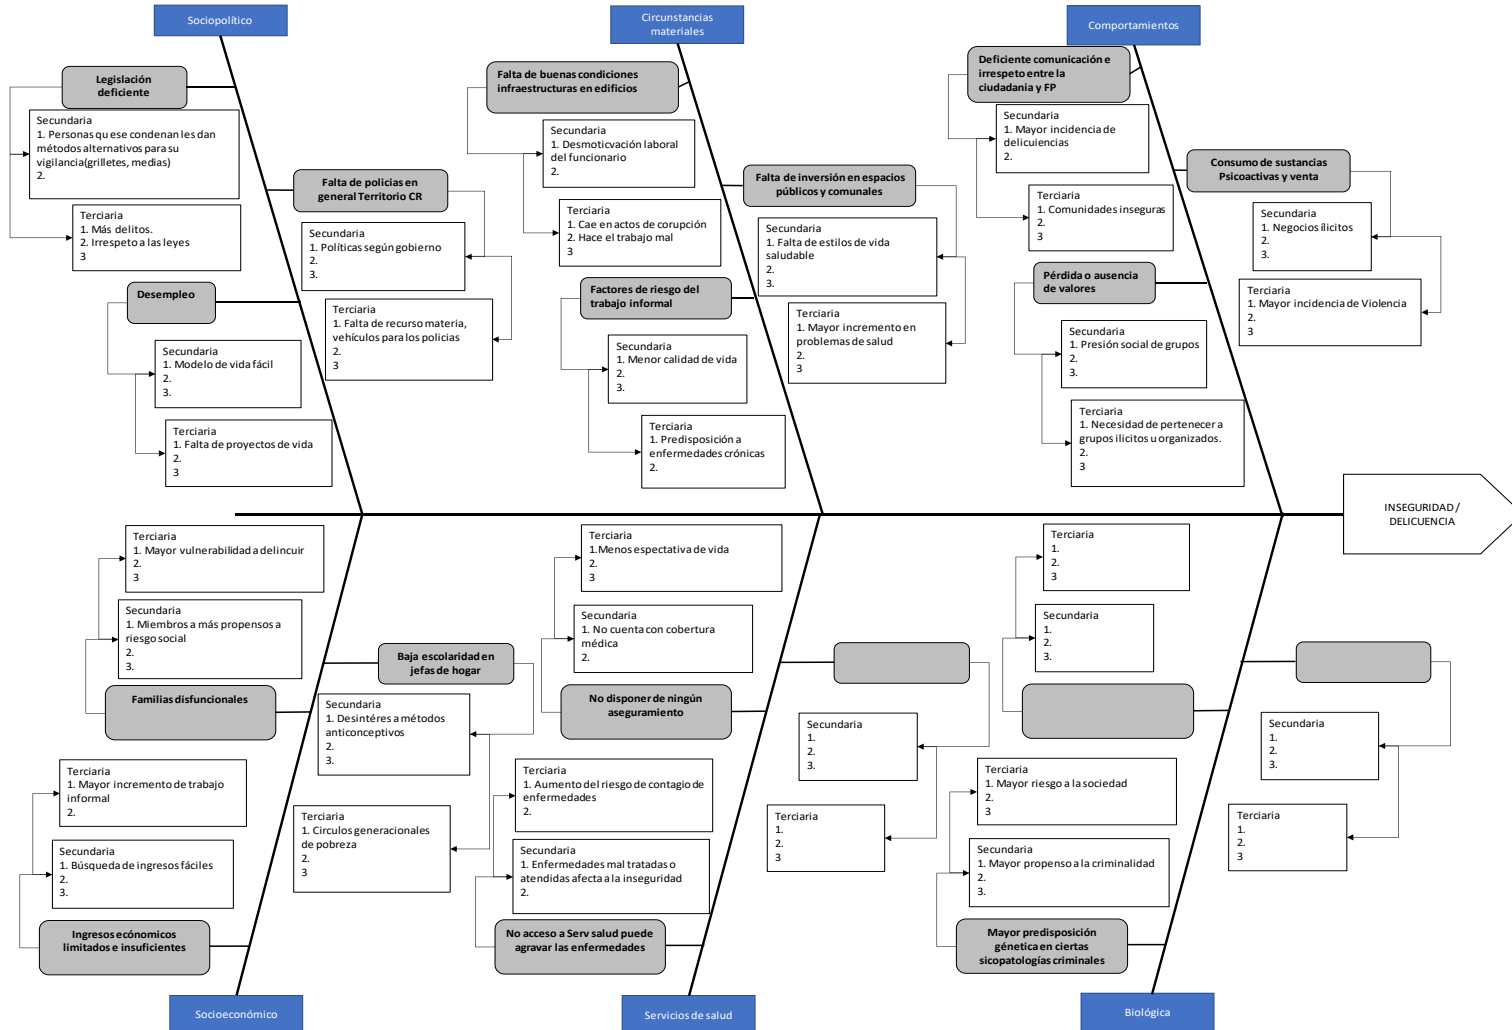 Sociopolítico
Circunstancias
materiales
Comportamientos
Legislación
deficiente
Secundaria
1. Personas qu ese condenan les dan
métodos alternativos para su
vigilancia(grilletes, medias)
2.
Terciaria
1. Más delitos.
2. Irrespeto a las leyes
3
Falta de policias en
general Territorio CR
Secundaria
1. Políticas según gobierno
2.
3.
Terciaria
1. Falta de recurso materia,
vehículos para los policias
2.
3
Desempleo
Secundaria
1. Modelo de vida fácil
2.
3.
Terciaria
1. Falta de proyectos de vida
2.
3
Falta de buenas condiciones
infraestructuras en edificios
Secundaria
1. Desmoticvación laboral
del funcionario
2.
Terciaria
1. Cae en actos de corupción
2. Hace el trabajo mal
3
Falta de inversión en espacios
públicos y comunales
Secundaria
1. Falta de estilos de vida
saludable
2.
3.
Terciaria
1. Mayor incremento en
problemas de salud
2.
3
Factores de riesgo del
trabajo informal
Secundaria
1. Menor calidad de vida
2.
3.
Terciaria
1. Predisposición a
enfermedades crónicas
2.
Deficiente comunicación e
irrespeto entre la
ciudadania y FP
Secundaria
1. Mayor incidencia de
delicuiencias
2.
Terciaria
1. Comunidades inseguras
2.
3
Consumo de sustancias
Psicoactivas y venta
Secundaria
1. Negocios ílicitos
2.
3.
Terciaria
1. Mayor incidencia de Violencia
2.
3
Pérdida o ausencia
de valores
Secundaria
1. Presión social de grupos
2.
3.
Terciaria
1. Necesidad de pertenecer a
grupos ilicitos u organizados.
2.
3
INSEGURIDAD /
DELICUENCIA
Terciaria
1. Mayor vulnerabilidad a delincuir
2.
3
Secundaria
1. Miembros a más propensos a
riesgo social
2.
3.
Familias disfuncionales
Baja escolaridad en
jefas de hogar
Secundaria
1. Desintéres a métodos
anticonceptivos
2.
3.
Terciaria
1. Circulos generacionales
de pobreza
2.
3
Terciaria
1. Mayor incremento de trabajo
informal
2.
Secundaria
1. Búsqueda de ingresos fáciles
2.
3.
Ingresos écónomicos
limitados e insuficientes
Socioeconómico
Terciaria
1.Menos espectativa de vida
2.
3
Secundaria
1. No cuenta con cobertura
médica
2.
No disponer de ningún
aseguramiento
Secundaria
1.
2.
3.
Terciaria
1.
2.
3
Terciaria
1. Aumento del riesgo de contagio de
enfermedades
2.
Secundaria
1. Enfermedades mal tratadas o
atendidas afecta a la inseguridad
2.
No acceso a Serv salud puede
agravar las enfermedades
Servicios de salud
Terciaria
1.
2.
3
Secundaria
1.
2.
3.
Secundaria
1.
2.
3.
Terciaria
1.
2.
3
Terciaria
1. Mayor riesgo a la sociedad
2.
3
Secundaria
1. Mayor propenso a la criminalidad
2.
3.
Mayor predisposición
génetica en ciertas
sicopatologías criminales
Biológica